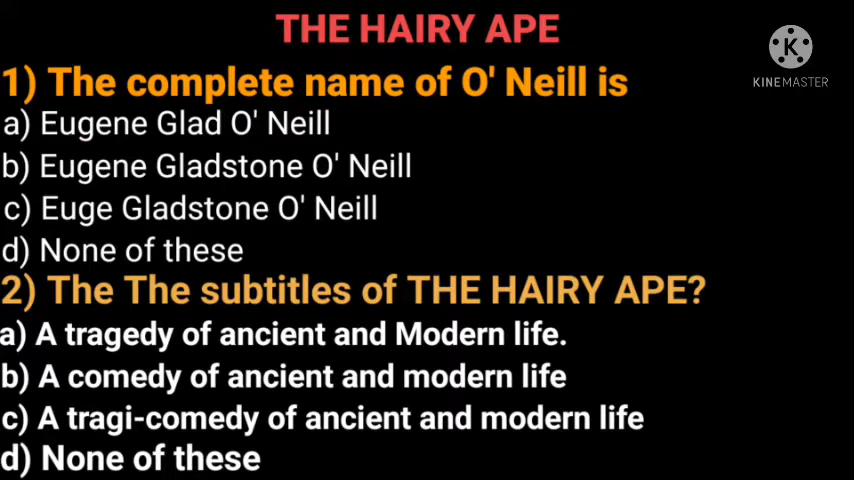 THE HAIRY APE
KINEMASTER
1) The complete name of O' Neill is
a) Eugene Glad O' Neill
b) Eugene Gladstone O' Neill
c) Euge Gladstone O' Neill
d) None of these
2) The The subtitles of THE HAIRY APE?
a) A tragedy of ancient and Modern life.
b) A comedy of ancient and modern life
c) A tragi-comedy of ancient and modern life
d) None of these